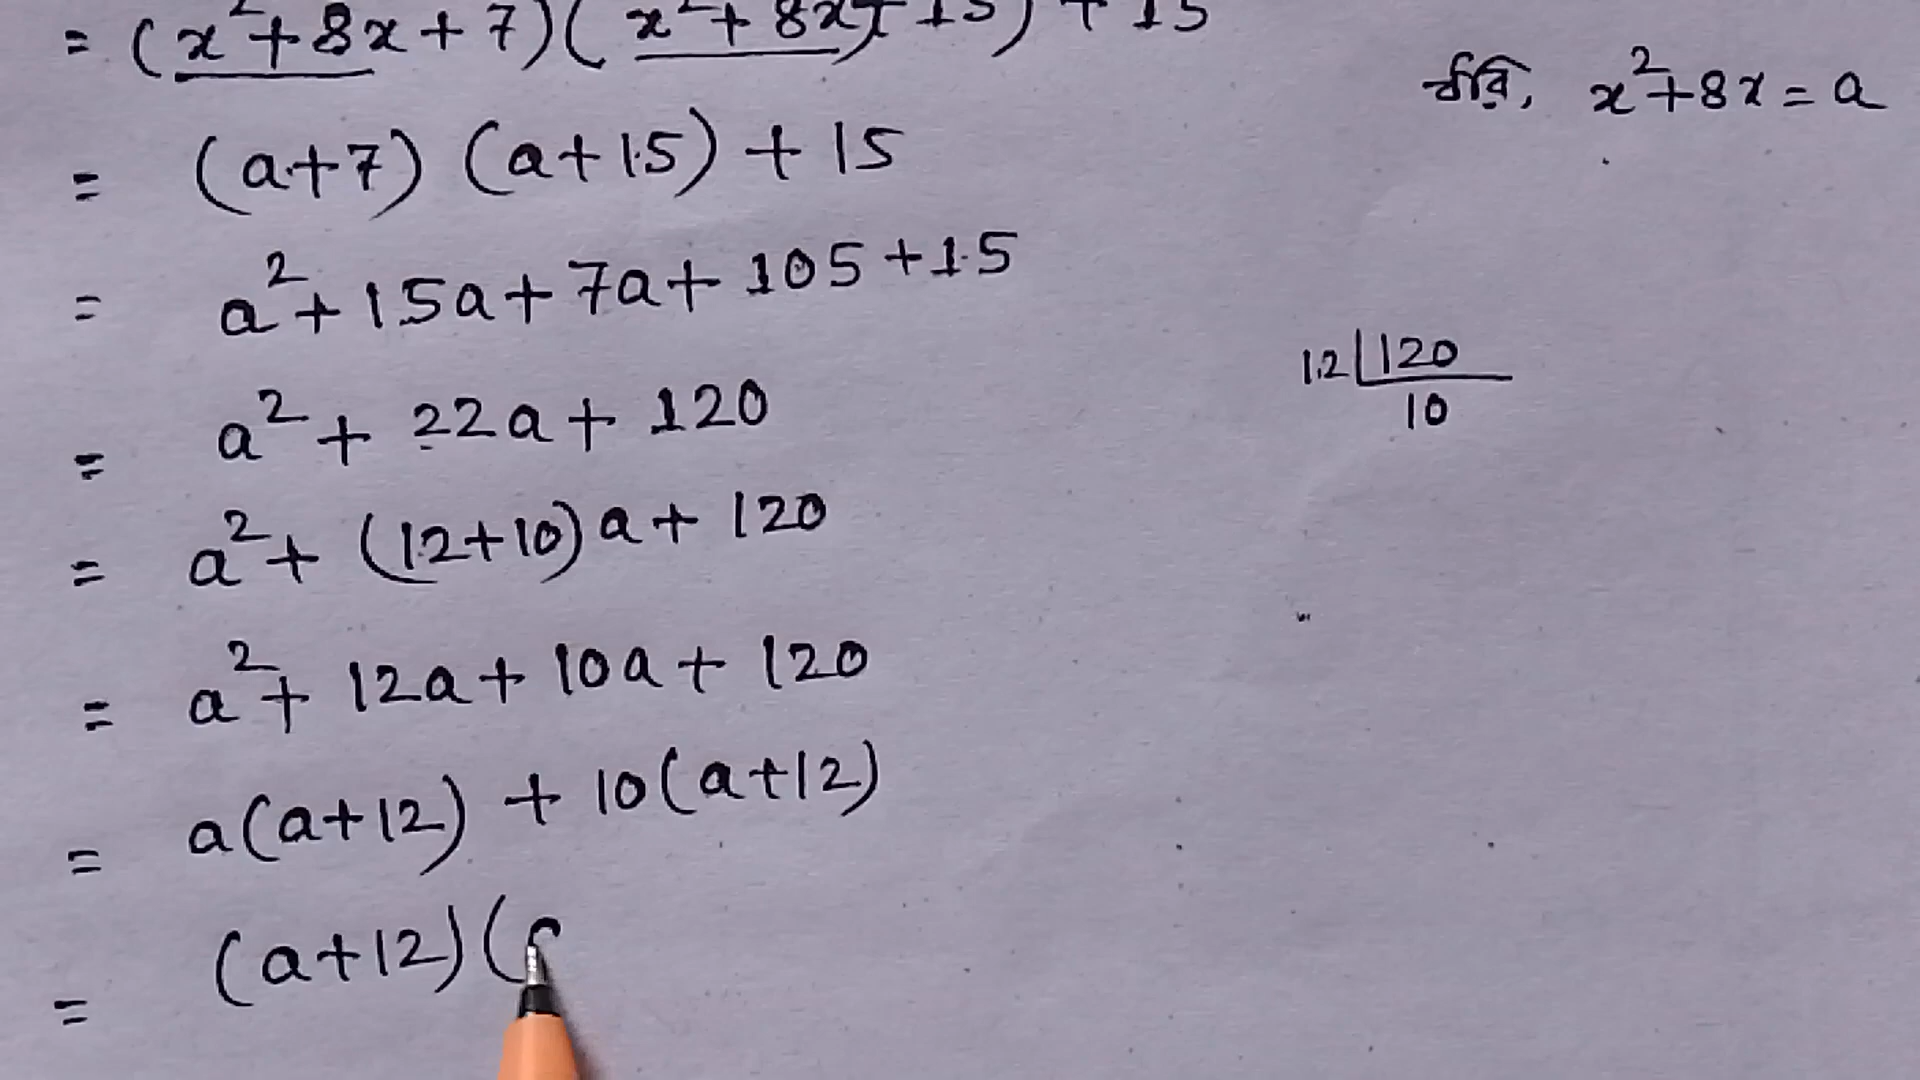 = (x²+8x+7)(x²+8x+15)+15
ধরি, x²+8x=a
= (a+7) (a+15)+15
= a²+15a+7a+105+15
12 120
10
= a²+22a+120
= a²+(12+10)a+120
= a²+12a+10a+120
= a(a+12)+10(a+12)
= (a+12)(